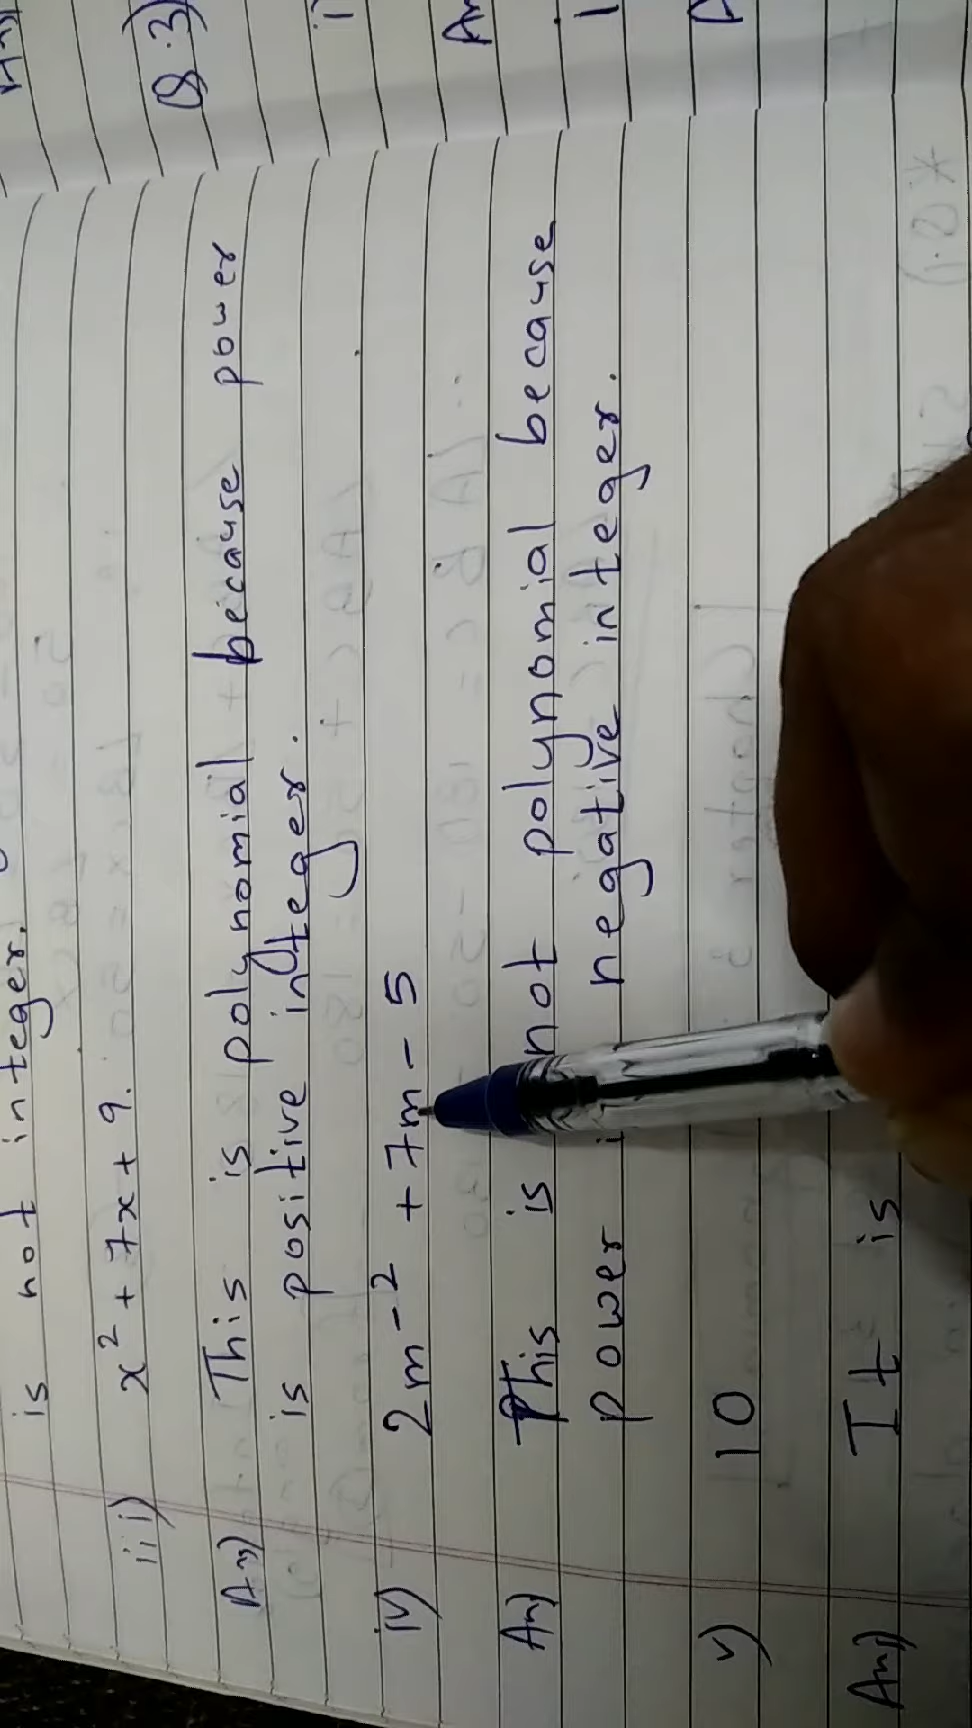 is not integer.
iii) x² + 7x + 9.
Ans) This is polynomial because power
is positive integer.
iv) 2m⁻² + 7m - 5
An) This is not polynomial because
power negative integer.
v) 10
Ans) It is
Q.3)
i)